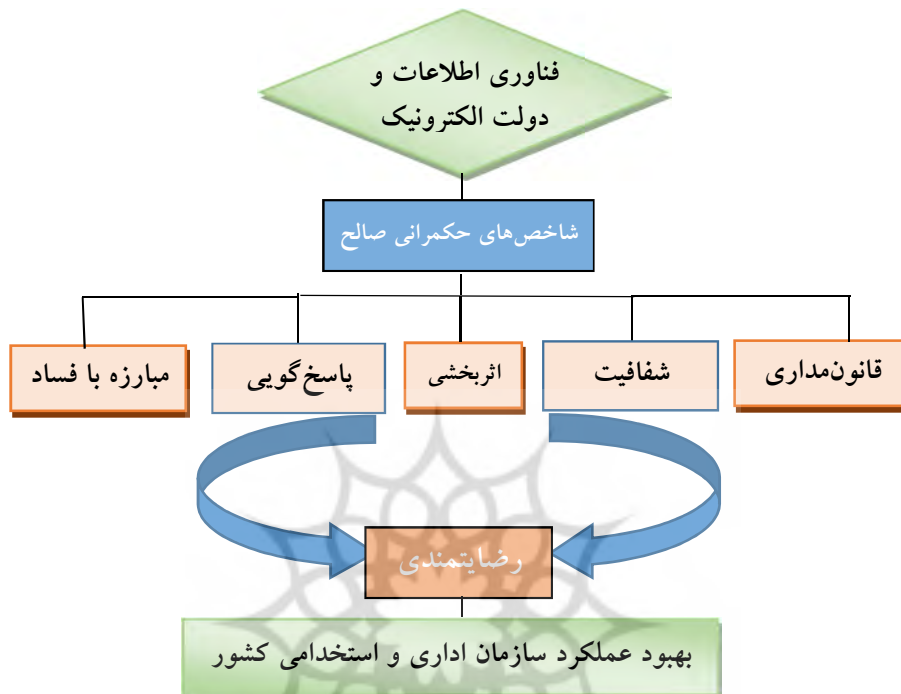 فناوری اطلاعات و
دولت الکترونیک
شاخص‌های حکمرانی صالح
قانون‌مداری
شفافیت
اثربخشی
پاسخ‌گویی
مبارزه با فساد
رضایتمندی
بهبود عملکرد سازمان اداری و استخدامی کشور